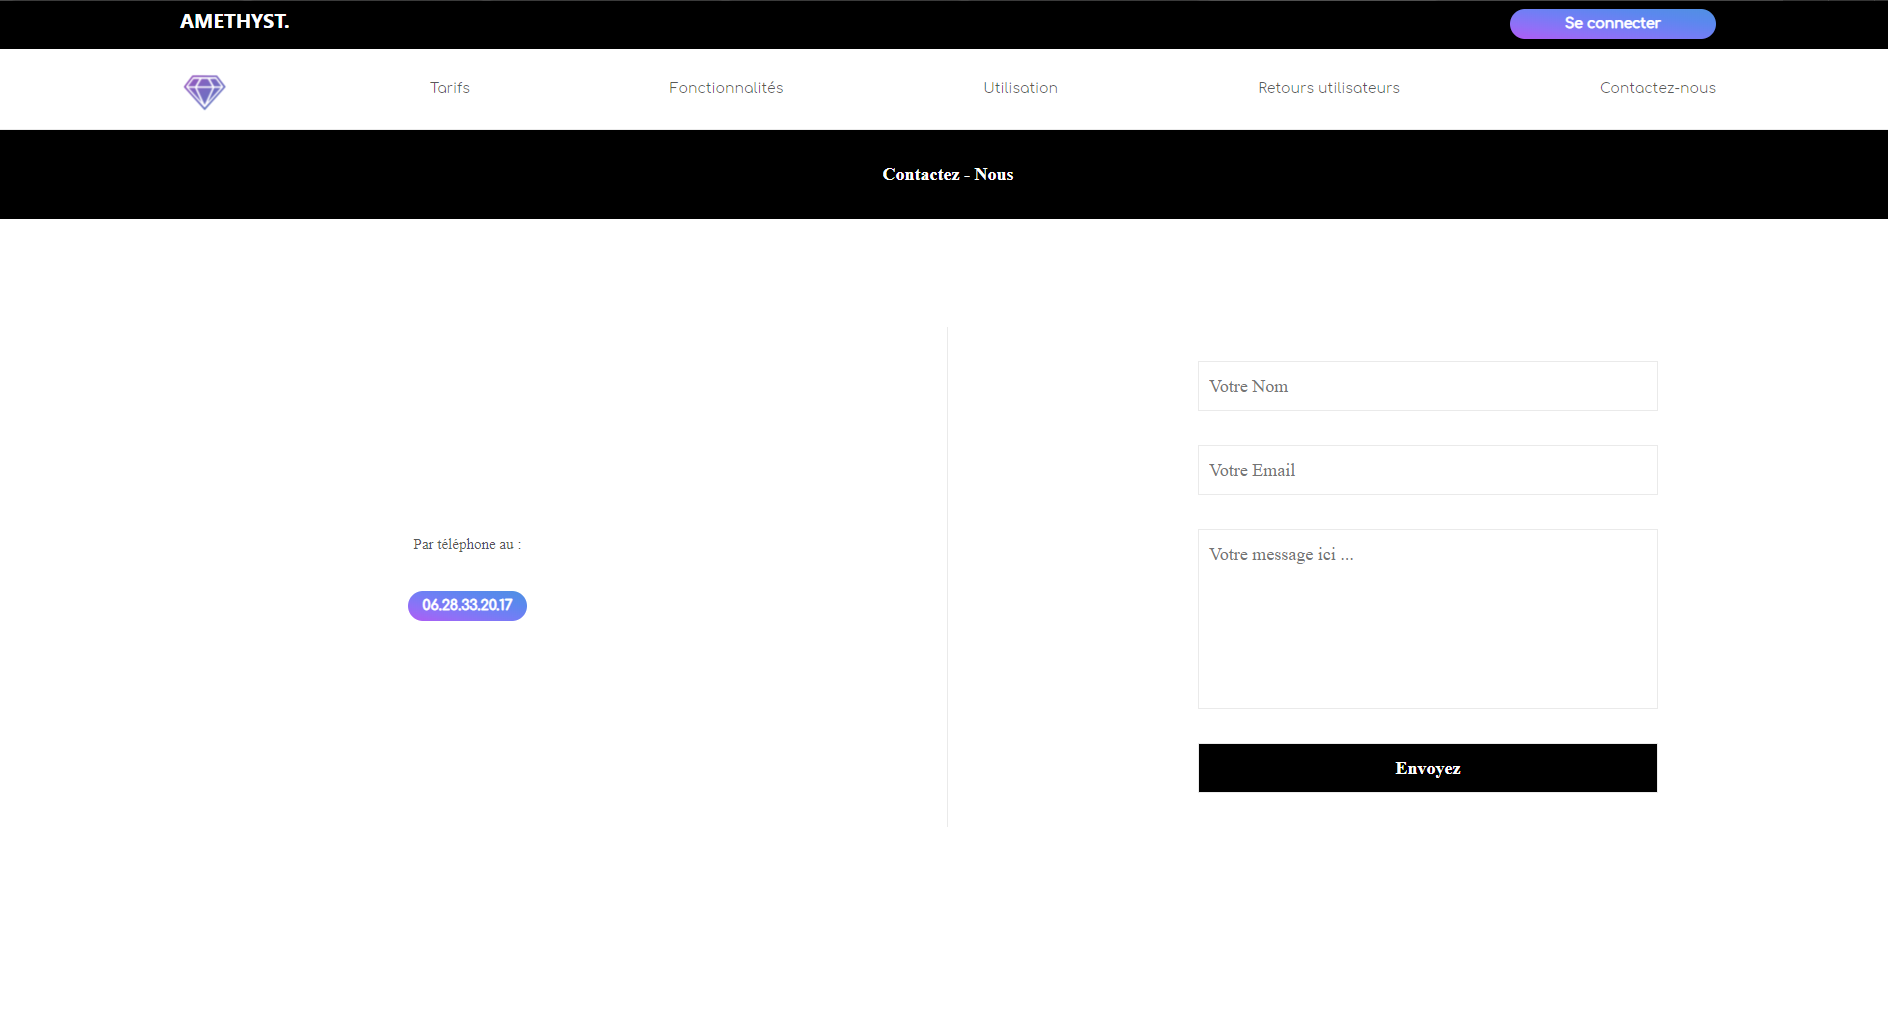 AMETHYST.
Se connecter
Tarifs
Fonctionnalités
Utilisation
Retours utilisateurs
Contactez-nous
Contactez - Nous
Par téléphone au :
06.28.33.20.17
Votre Nom
Votre Email
Votre message ici ...
Envoyez